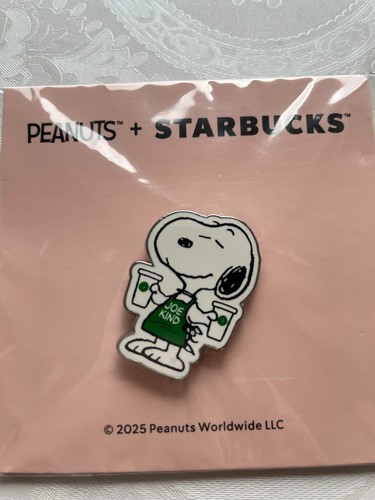 PEANUTS™ + STARBUCKS™
JOE
KIND
© 2025 Peanuts Worldwide LLC